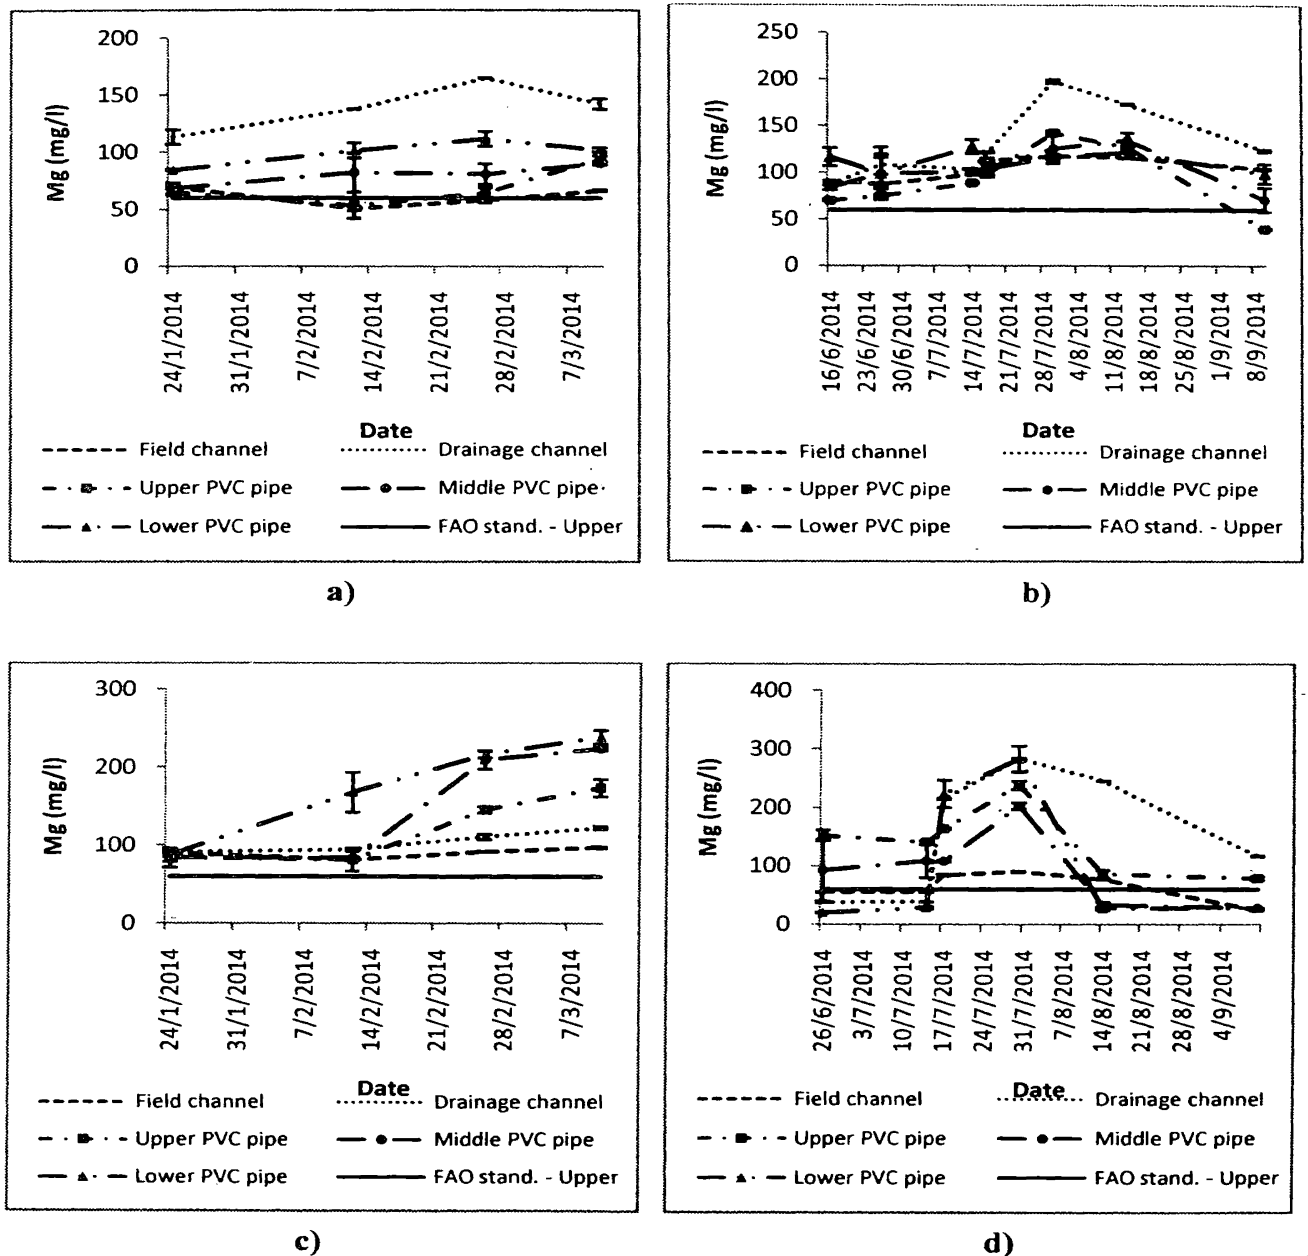 200
150
100
50
0
Mg (mg/l)
24/1/2014
31/1/2014
7/2/2014
14/2/2014
21/2/2014
28/2/2014
7/3/2014
Date
Field channel
Drainage channel
Upper PVC pipe
Middle PVC pipe
Lower PVC pipe
FAO stand. - Upper
a)
250
200
150
100
50
0
Mg (mg/l)
16/6/2014
23/6/2014
30/6/2014
7/7/2014
14/7/2014
21/7/2014
28/7/2014
4/8/2014
11/8/2014
18/8/2014
25/8/2014
1/9/2014
8/9/2014
Date
Field channel
Drainage channel
Upper PVC pipe
Middle PVC pipe
Lower PVC pipe
FAO stand. - Upper
b)
300
200
100
0
Mg (mg/l)
24/1/2014
31/1/2014
7/2/2014
14/2/2014
21/2/2014
28/2/2014
7/3/2014
Date
Field channel
Drainage channel
Upper PVC pipe
Middle PVC pipe
Lower PVC pipe
FAO stand. - Upper
c)
400
300
200
100
0
Mg (mg/l)
26/6/2014
3/7/2014
10/7/2014
17/7/2014
24/7/2014
31/7/2014
7/8/2014
14/8/2014
21/8/2014
28/8/2014
4/9/2014
Date
Field channel
Drainage channel
Upper PVC pipe
Middle PVC pipe
Lower PVC pipe
FAO stand. - Upper
d)